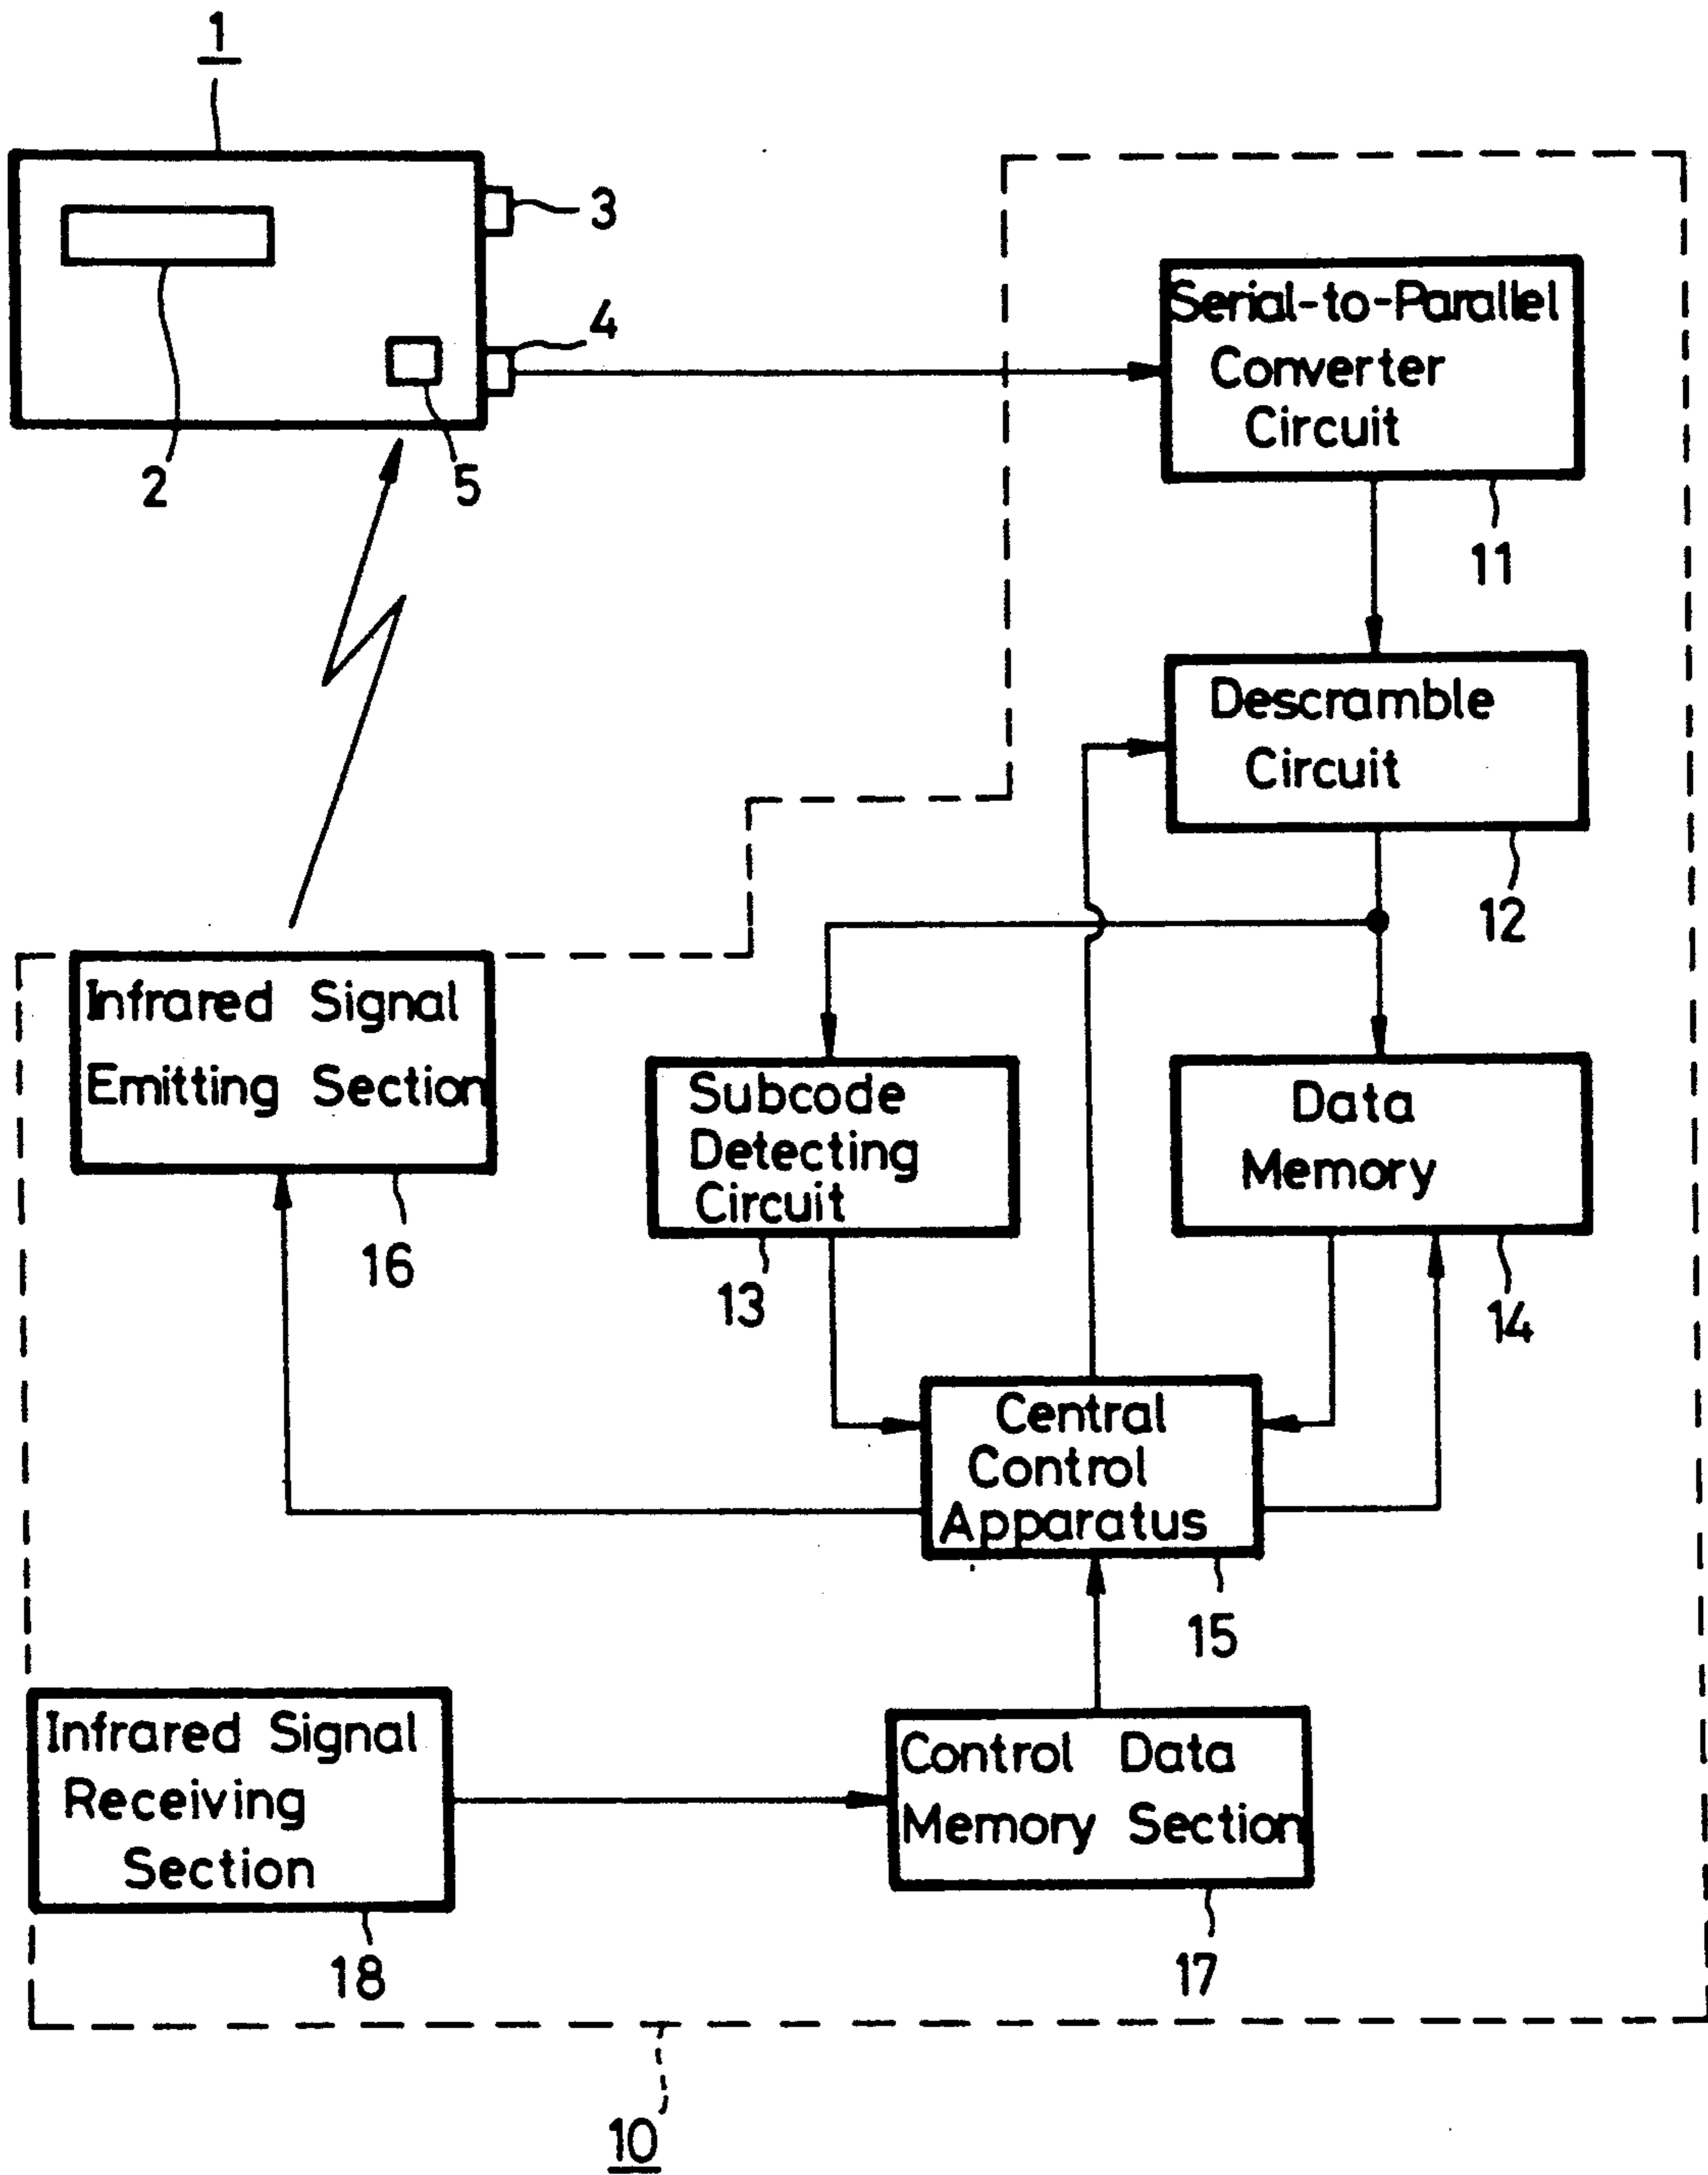 1
3
4
2
5
Serial-to-Parallel
Converter
Circuit
11
Descramble
Circuit
12
Infrared Signal
Emitting Section
16
Subcode
Detecting
Circuit
13
Data
Memory
14
Central
Control
Apparatus
15
Infrared Signal
Receiving
Section
18
Control Data
Memory Section
17
10